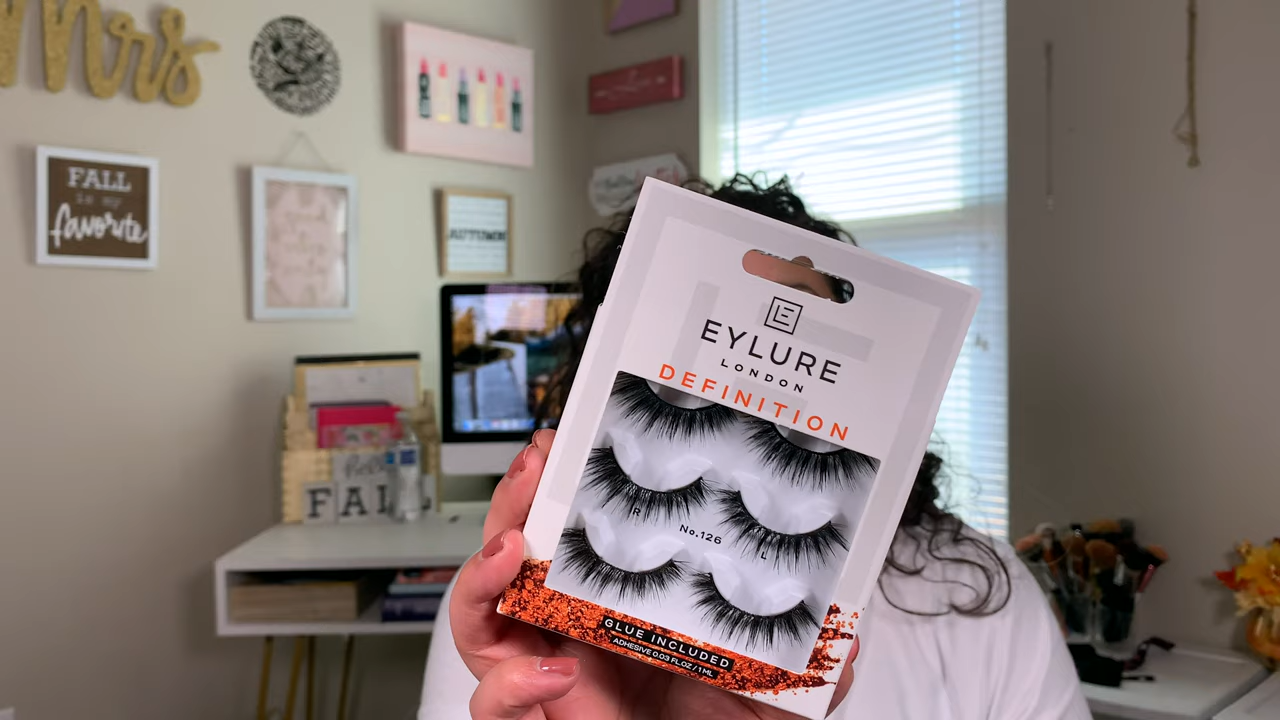 Mrs
FALL
is my
favorite
AUTUMN
FALL
E
EYLURE
LONDON
DEFINITION
R
No.126
L
GLUE INCLUDED
ADHESIVE 0.03 FL OZ / 1 ML